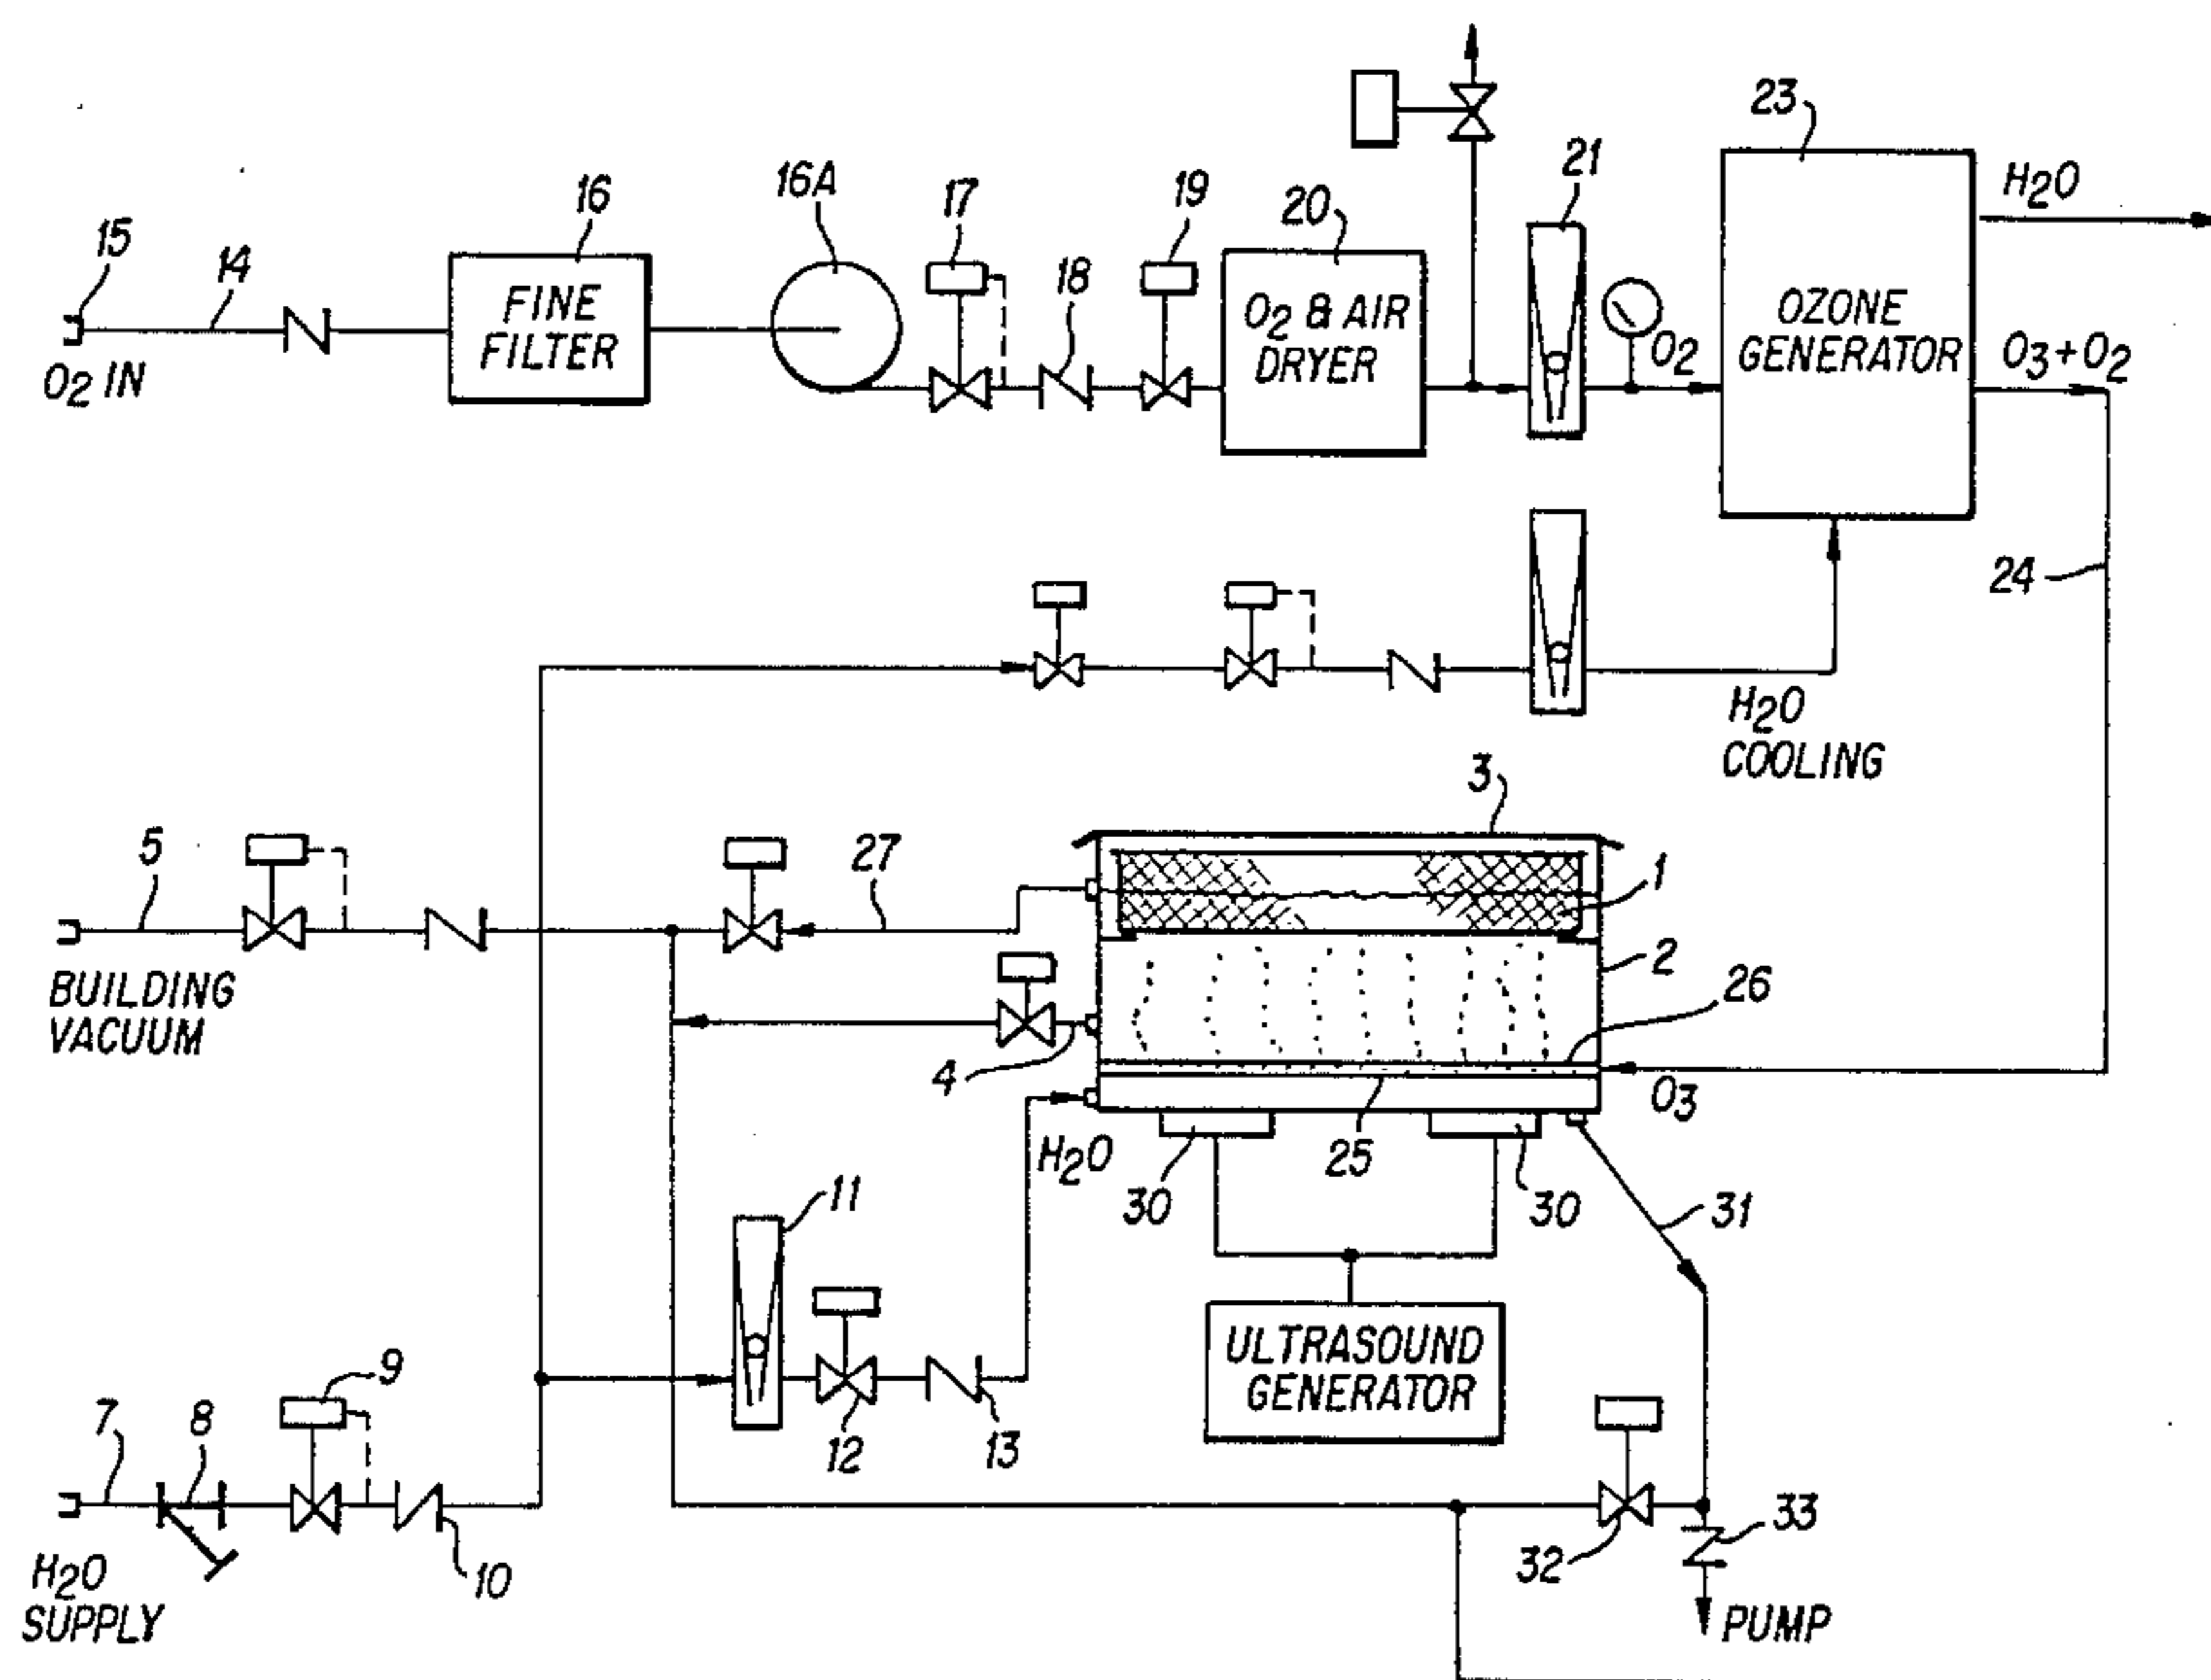 23
21
H2O
16A
16
17
19
20
15
14
18
FINE
FILTER
O2 & AIR
DRYER
O2
OZONE
GENERATOR
O3+O2
O2 IN
24
H2O
COOLING
3
5
27
1
2
BUILDING
VACUUM
26
4
O3
H2O
25
30
30
31
11
ULTRASOUND
GENERATOR
9
7
8
12
13
33
10
32
H2O
SUPPLY
PUMP